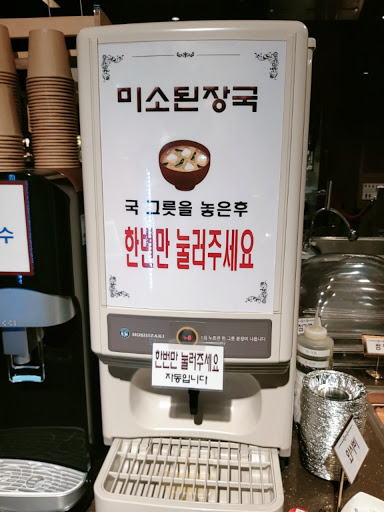 미소된장국
국 그릇을 놓은후
한번만 눌러주세요
HOSHIZAKI
한번만 눌러주세요
자동입니다
수